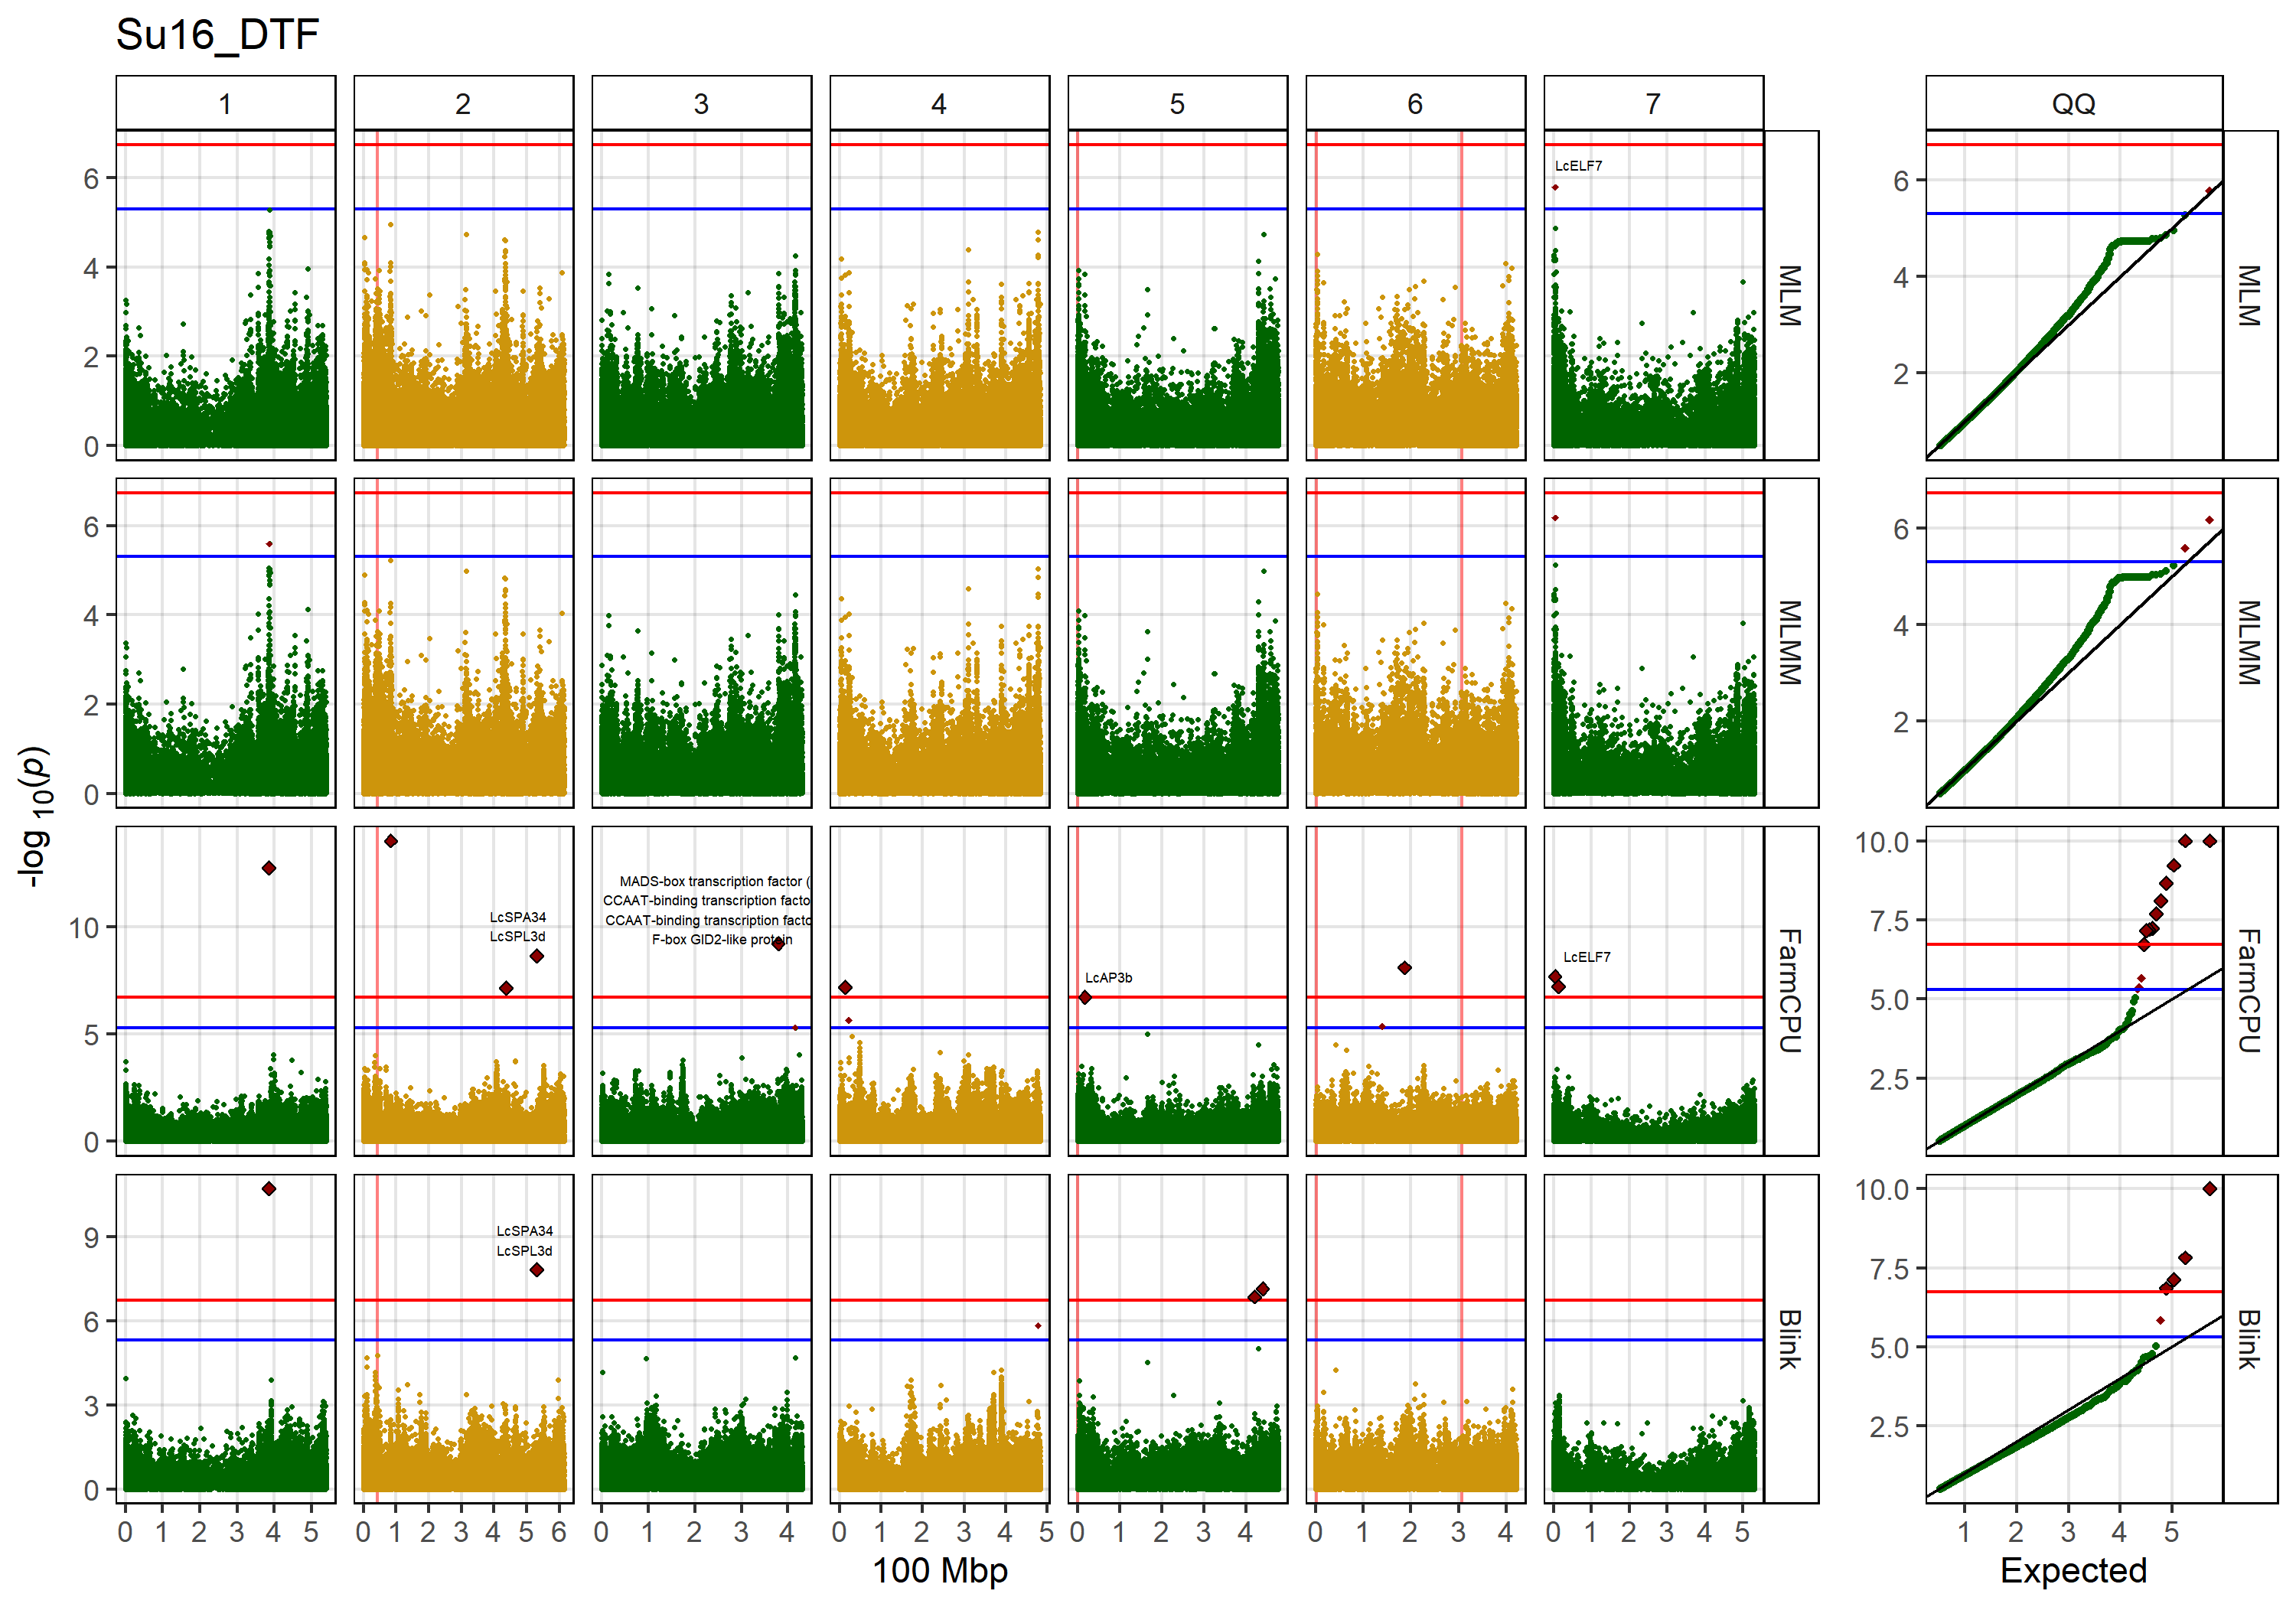 Su16_DTF
1 2 3 4 5 6 7 QQ
6
4
2
0
LcELF7
MLM
6
4
2
MLM
6
4
2
0
MLMM
6
4
2
MLMM
-log 10(p)
10
5
0
LcSPA34
LcSPL3d
MADS-box transcription factor (
CCAAT-binding transcription facto
CCAAT-binding transcription facto
F-box GID2-like protein
LcAP3b
LcELF7
FarmCPU
10.0
7.5
5.0
2.5
FarmCPU
9
6
3
0
LcSPA34
LcSPL3d
Blink
10.0
7.5
5.0
2.5
Blink
0 1 2 3 4 5 0 1 2 3 4 5 6 0 1 2 3 4 0 1 2 3 4 5 0 1 2 3 4 0 1 2 3 4 0 1 2 3 4 5 1 2 3 4 5
100 Mbp
Expected